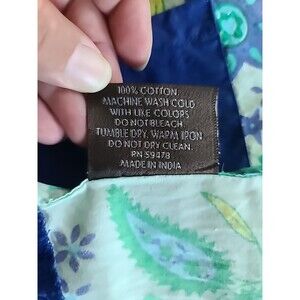 100% COTTON
MACHINE WASH COLD
WITH LIKE COLORS
DO NOT BLEACH
TUMBLE DRY, WARM IRON
DO NOT DRY CLEAN.
RN 59478
MADE IN INDIA